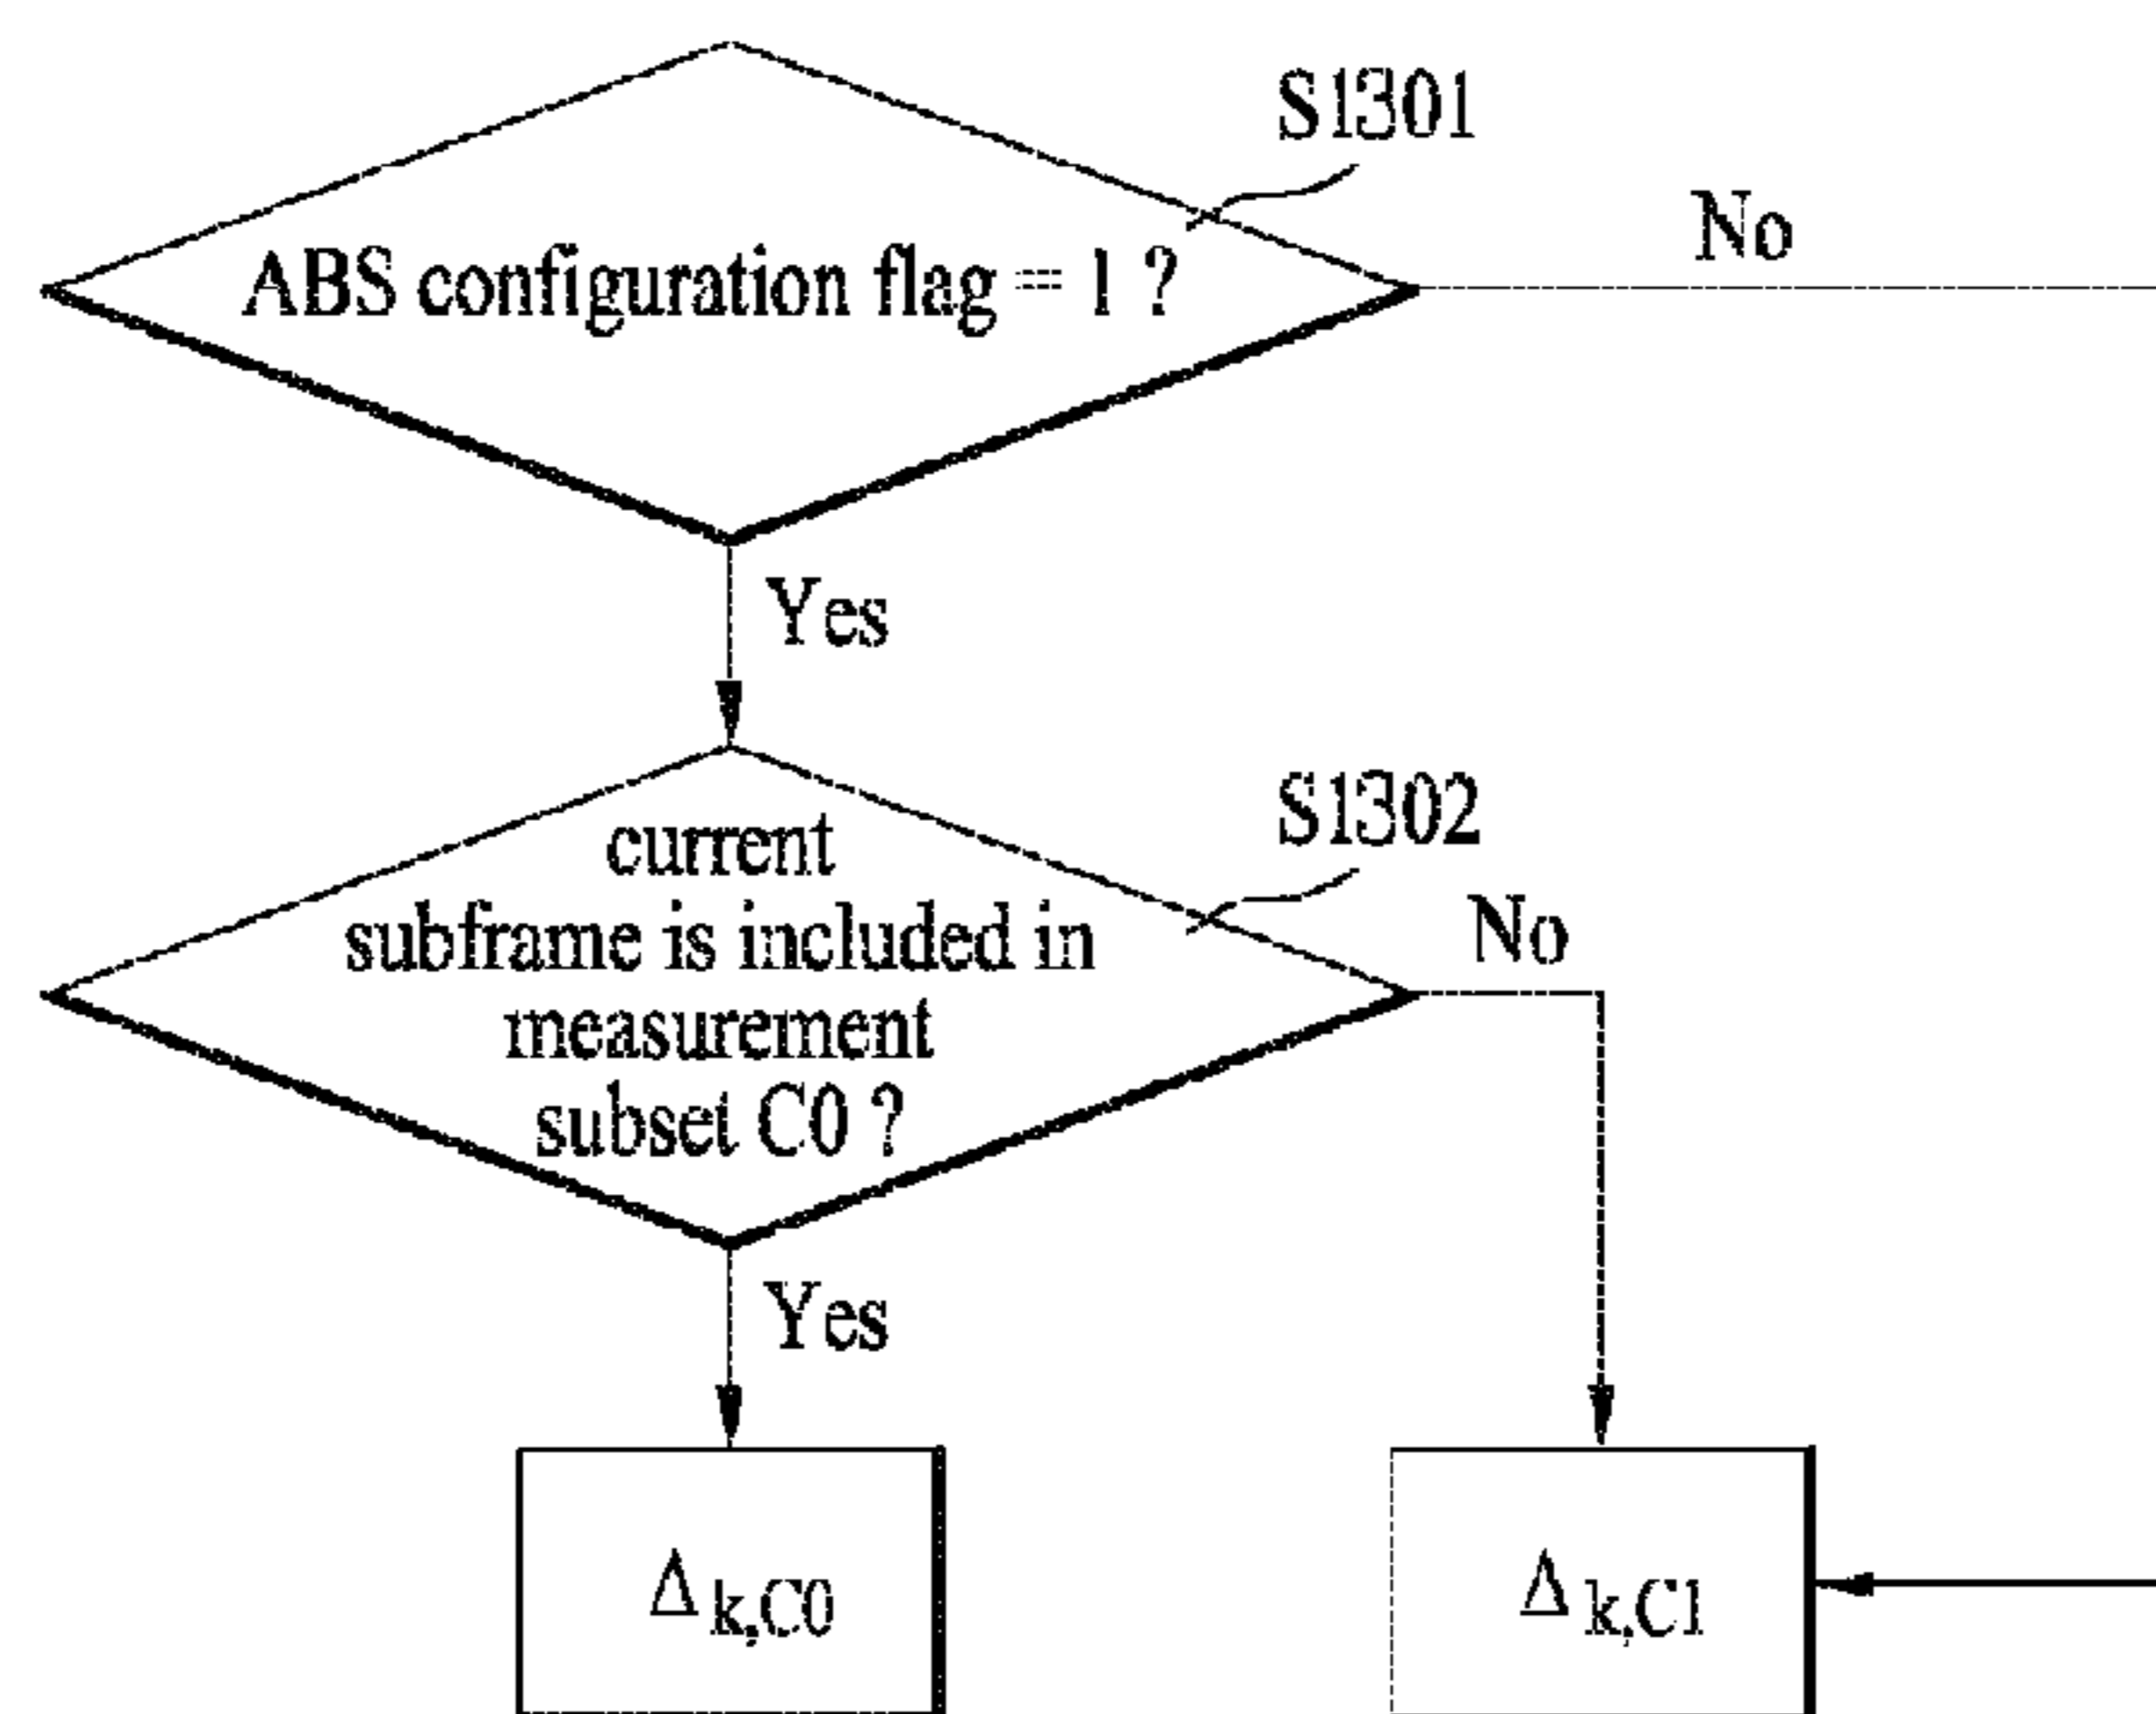 S1301
No
ABS configuration flag = 1 ?
Yes
S1302
current
subframe is included in
measurement
subset C0 ?
No
Yes
Δ k,C0
Δ k,C1